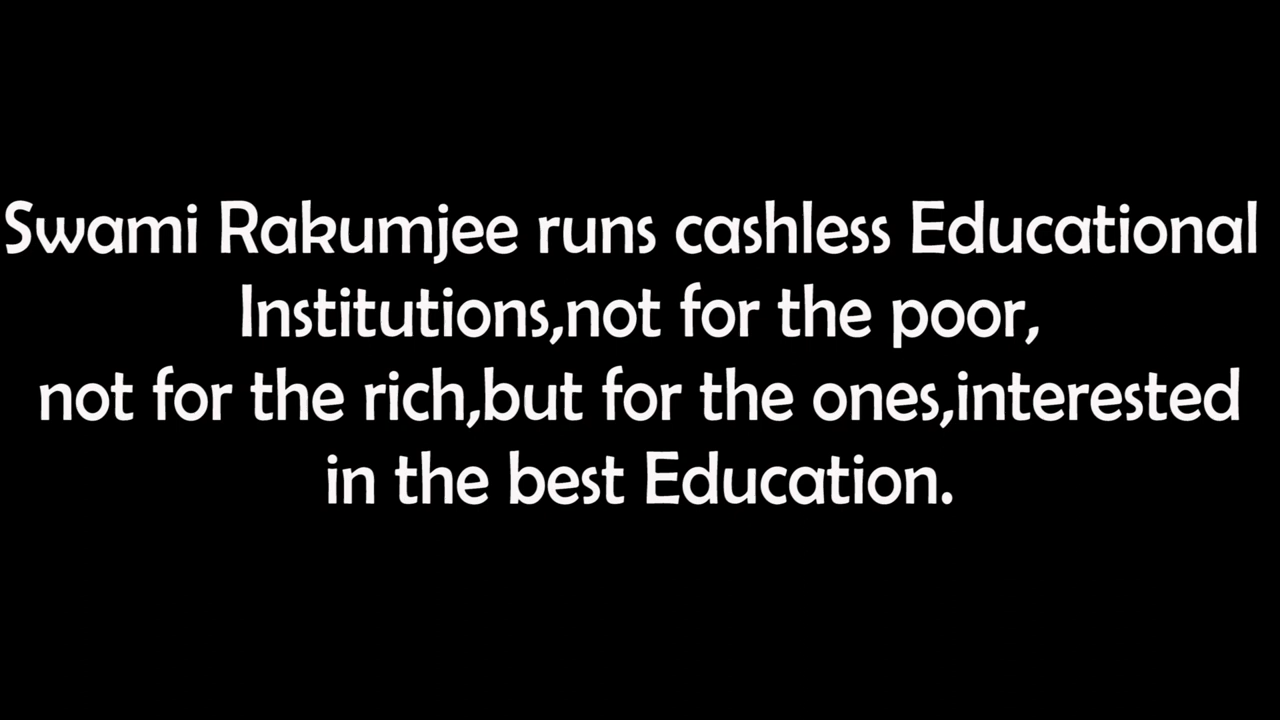 Swami Rakumjee runs cashless Educational
Institutions,not for the poor,
not for the rich,but for the ones,interested
in the best Education.